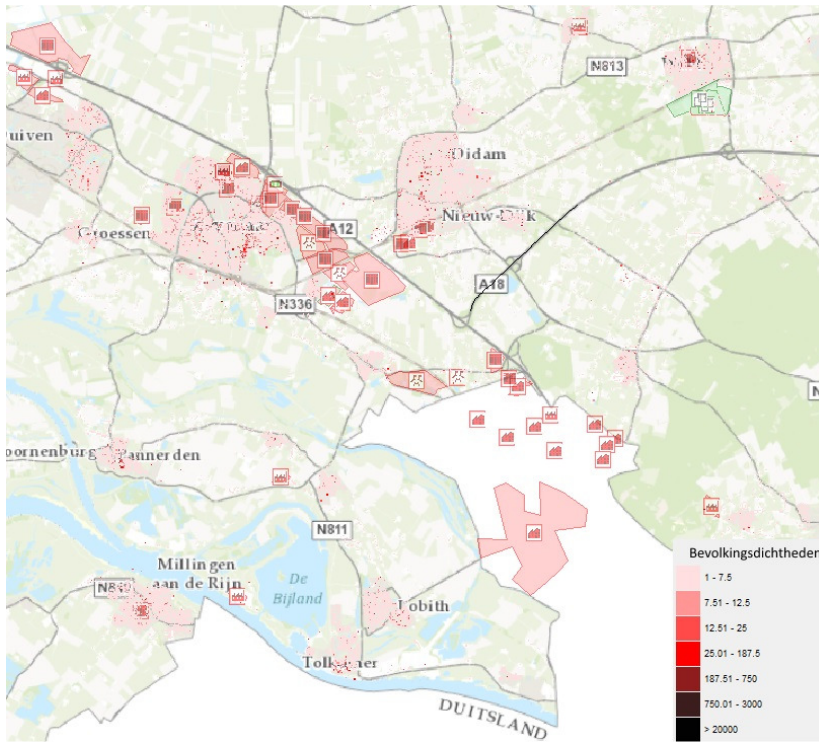 N813
uiven
Didam
Nieuw-Dijk
Groessen
A12
A18
N336
N
oornenburg
Pannerden
N811
Millingen
aan de Rijn
De
Bijland
Lobith
DUITSLAND
Bevolkingsdichtheden
1 - 7.5
7.51 - 12.5
12.51 - 25
25.01 - 187.5
187.51 - 750
750.01 - 3000
> 20000